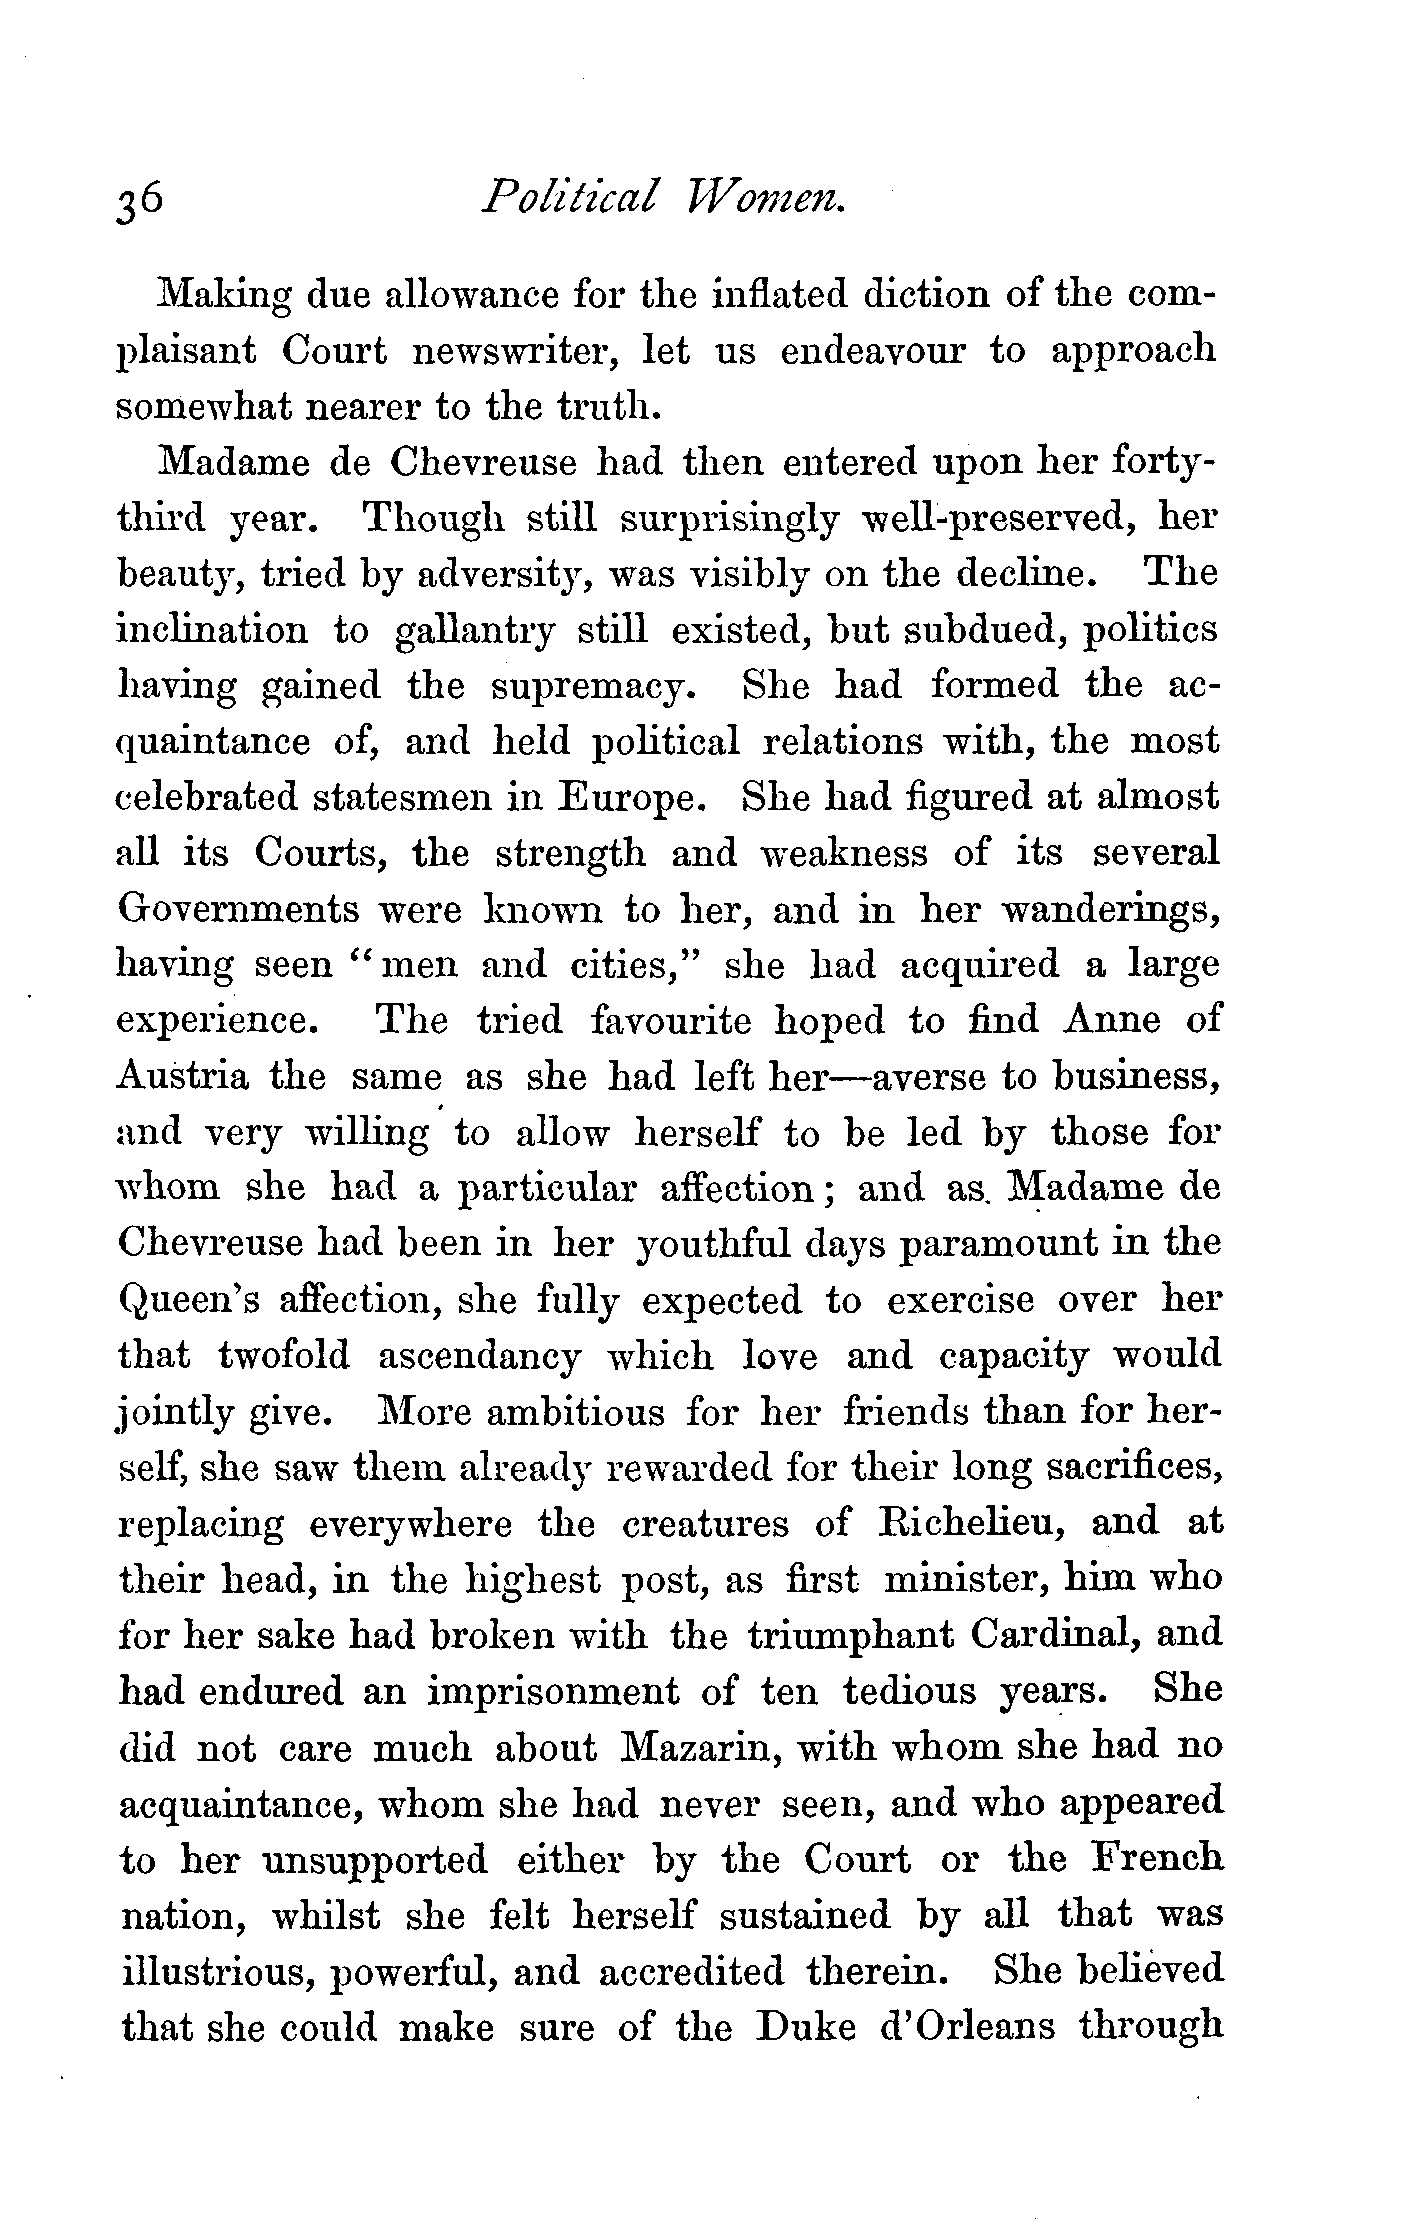 36 Political Women.
Making due allowance for the inflated diction of the com-
plaisant Court newswriter, let us endeavour to approach
somewhat nearer to the truth.
Madame de Chevreuse had then entered upon her forty-
third year. Though still surprisingly well-preserved, her
beauty, tried by adversity, was visibly on the decline. The
inclination to gallantry still existed, but subdued, politics
having gained the supremacy. She had formed the ac-
quaintance of, and held political relations with, the most
celebrated statesmen in Europe. She had figured at almost
all its Courts, the strength and weakness of its several
Governments were known to her, and in her wanderings,
having seen “men and cities,” she had acquired a large
experience. The tried favourite hoped to find Anne of
Austria the same as she had left her—averse to business,
and very willing to allow herself to be led by those for
whom she had a particular affection; and as Madame de
Chevreuse had been in her youthful days paramount in the
Queen's affection, she fully expected to exercise over her
that twofold ascendancy which love and capacity would
jointly give. More ambitious for her friends than for her-
self, she saw them already rewarded for their long sacrifices,
replacing everywhere the creatures of Richelieu, and at
their head, in the highest post, as first minister, him who
for her sake had broken with the triumphant Cardinal, and
had endured an imprisonment of ten tedious years. She
did not care much about Mazarin, with whom she had no
acquaintance, whom she had never seen, and who appeared
to her unsupported either by the Court or the French
nation, whilst she felt herself sustained by all that was
illustrious, powerful, and accredited therein. She believed
that she could make sure of the Duke d'Orleans through